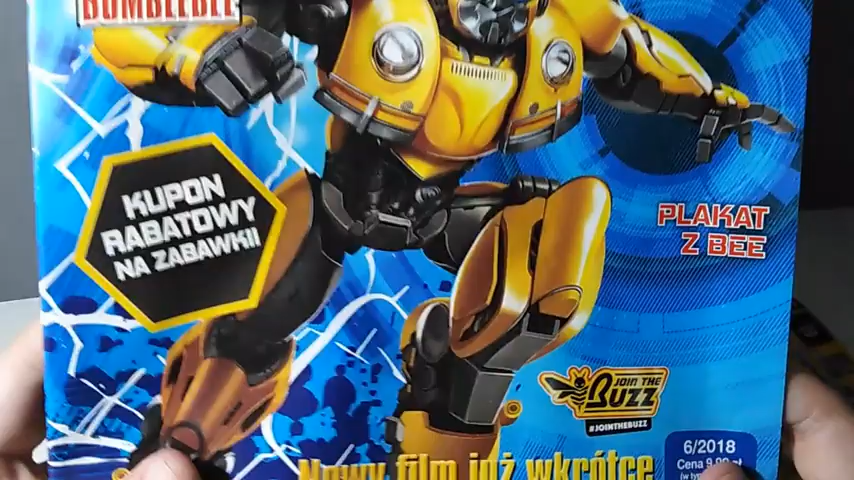 BUMBLEBEE
KUPON
RABATOWY
NA ZABAWKI!
PLAKAT
Z BEE
JOIN THE
BUZZ
#JOINTHEBUZZ
6/2018
Cena 9,99 zł
(w tym
Nowy film już wkrótce